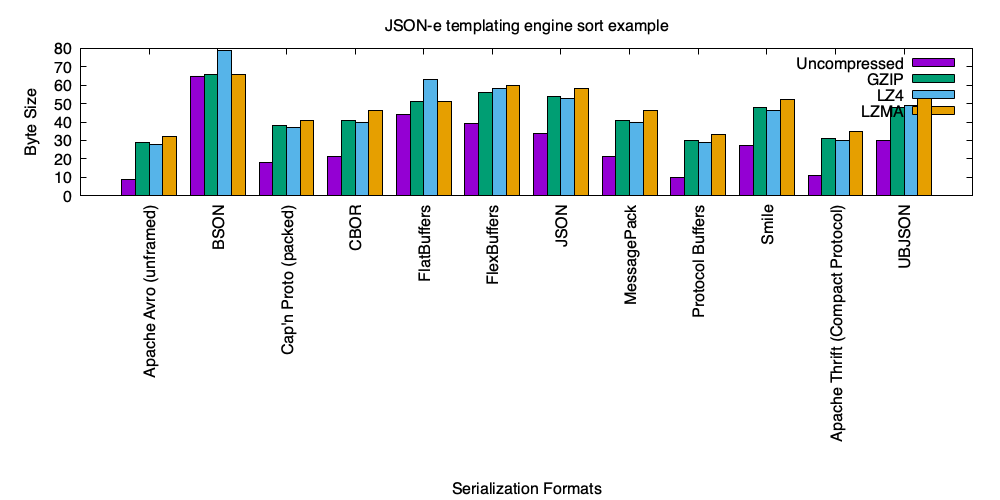 JSON-e templating engine sort example
Byte Size
80
70
60
50
40
30
20
10
0
Uncompressed
GZIP
LZ4
LZMA
Apache Avro (unframed)
BSON
Cap'n Proto (packed)
CBOR
FlatBuffers
FlexBuffers
JSON
MessagePack
Protocol Buffers
Smile
Apache Thrift (Compact Protocol)
UBJSON
Serialization Formats